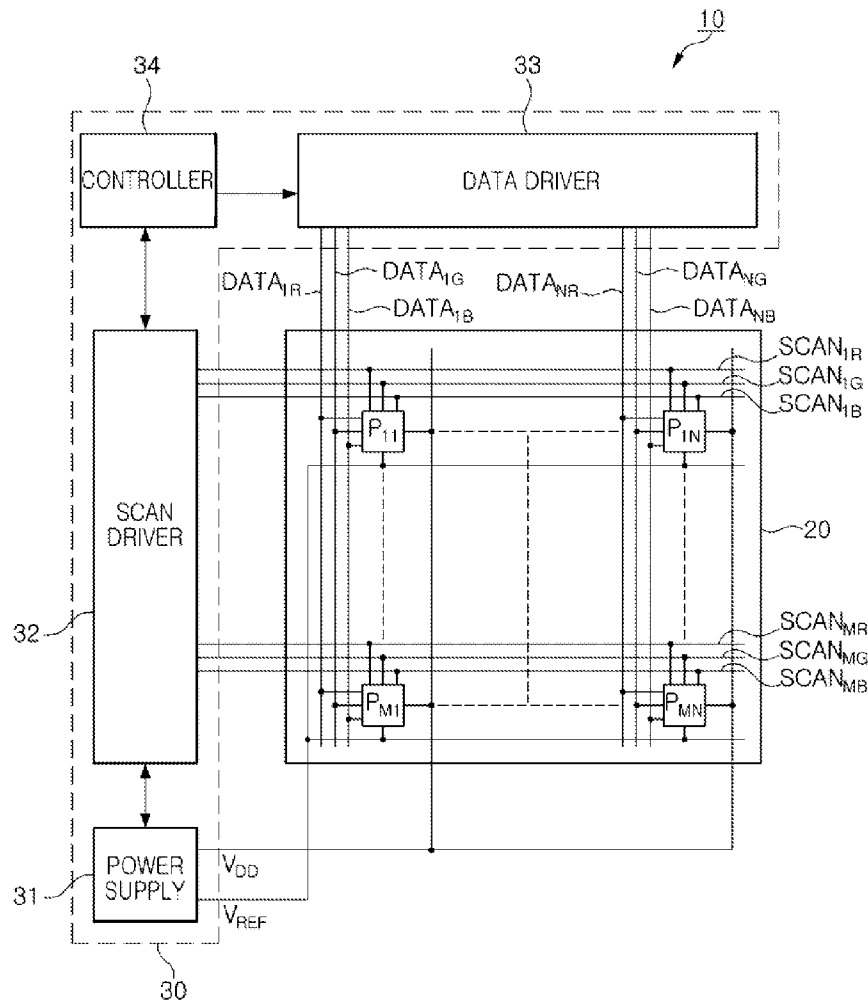 10
34
33
CONTROLLER
DATA DRIVER
DATA1R
DATA1G
DATA1B
DATANR
DATANG
DATANB
SCAN1R
SCAN1G
SCAN1B
P11
P1N
SCAN
DRIVER
20
32
SCANMR
SCANMG
SCANMB
PM1
PMN
31
POWER
SUPPLY
VDD
VREF
30